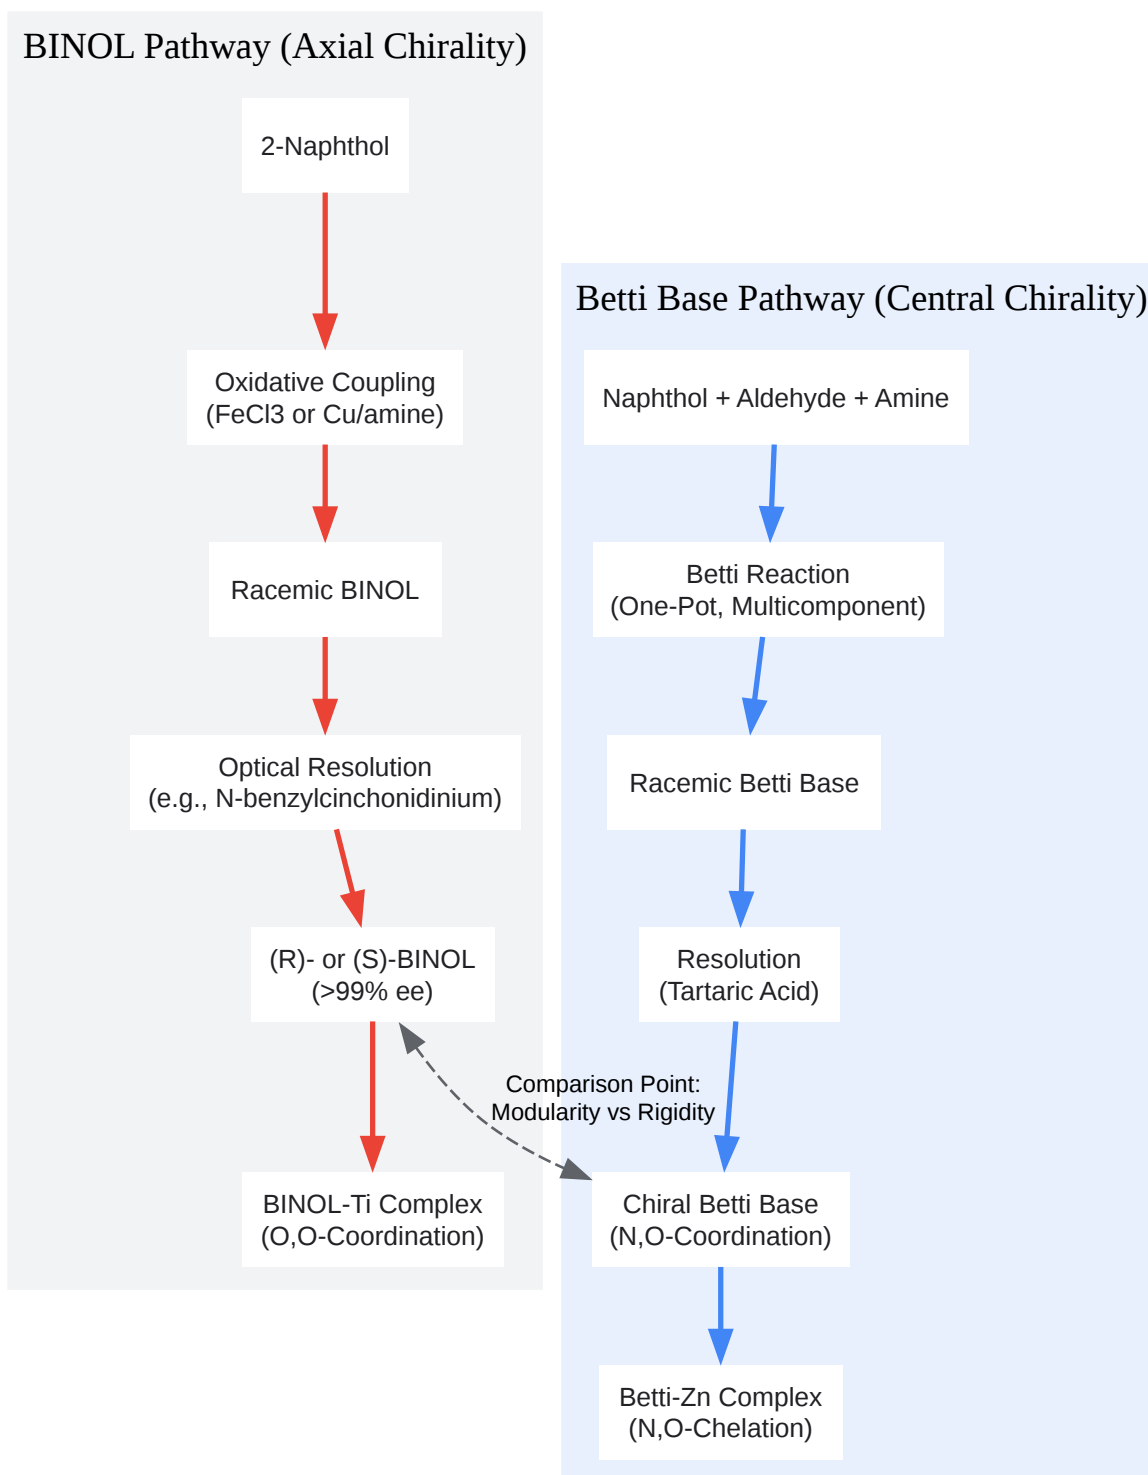 BINOL Pathway (Axial Chirality)
2-Naphthol
Oxidative Coupling
(FeCl3 or Cu/amine)
Racemic BINOL
Optical Resolution
(e.g., N-benzylcinchonidinium)
(R)- or (S)-BINOL
(>99% ee)
BINOL-Ti Complex
(O,O-Coordination)
Comparison Point:
Modularity vs Rigidity
Betti Base Pathway (Central Chirality)
Naphthol + Aldehyde + Amine
Betti Reaction
(One-Pot, Multicomponent)
Racemic Betti Base
Resolution
(Tartaric Acid)
Chiral Betti Base
(N,O-Coordination)
Betti-Zn Complex
(N,O-Chelation)